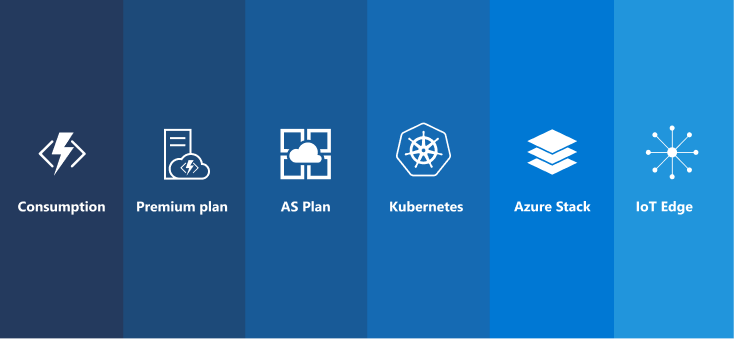 Consumption
Premium plan
AS Plan
Kubernetes
Azure Stack
IoT Edge